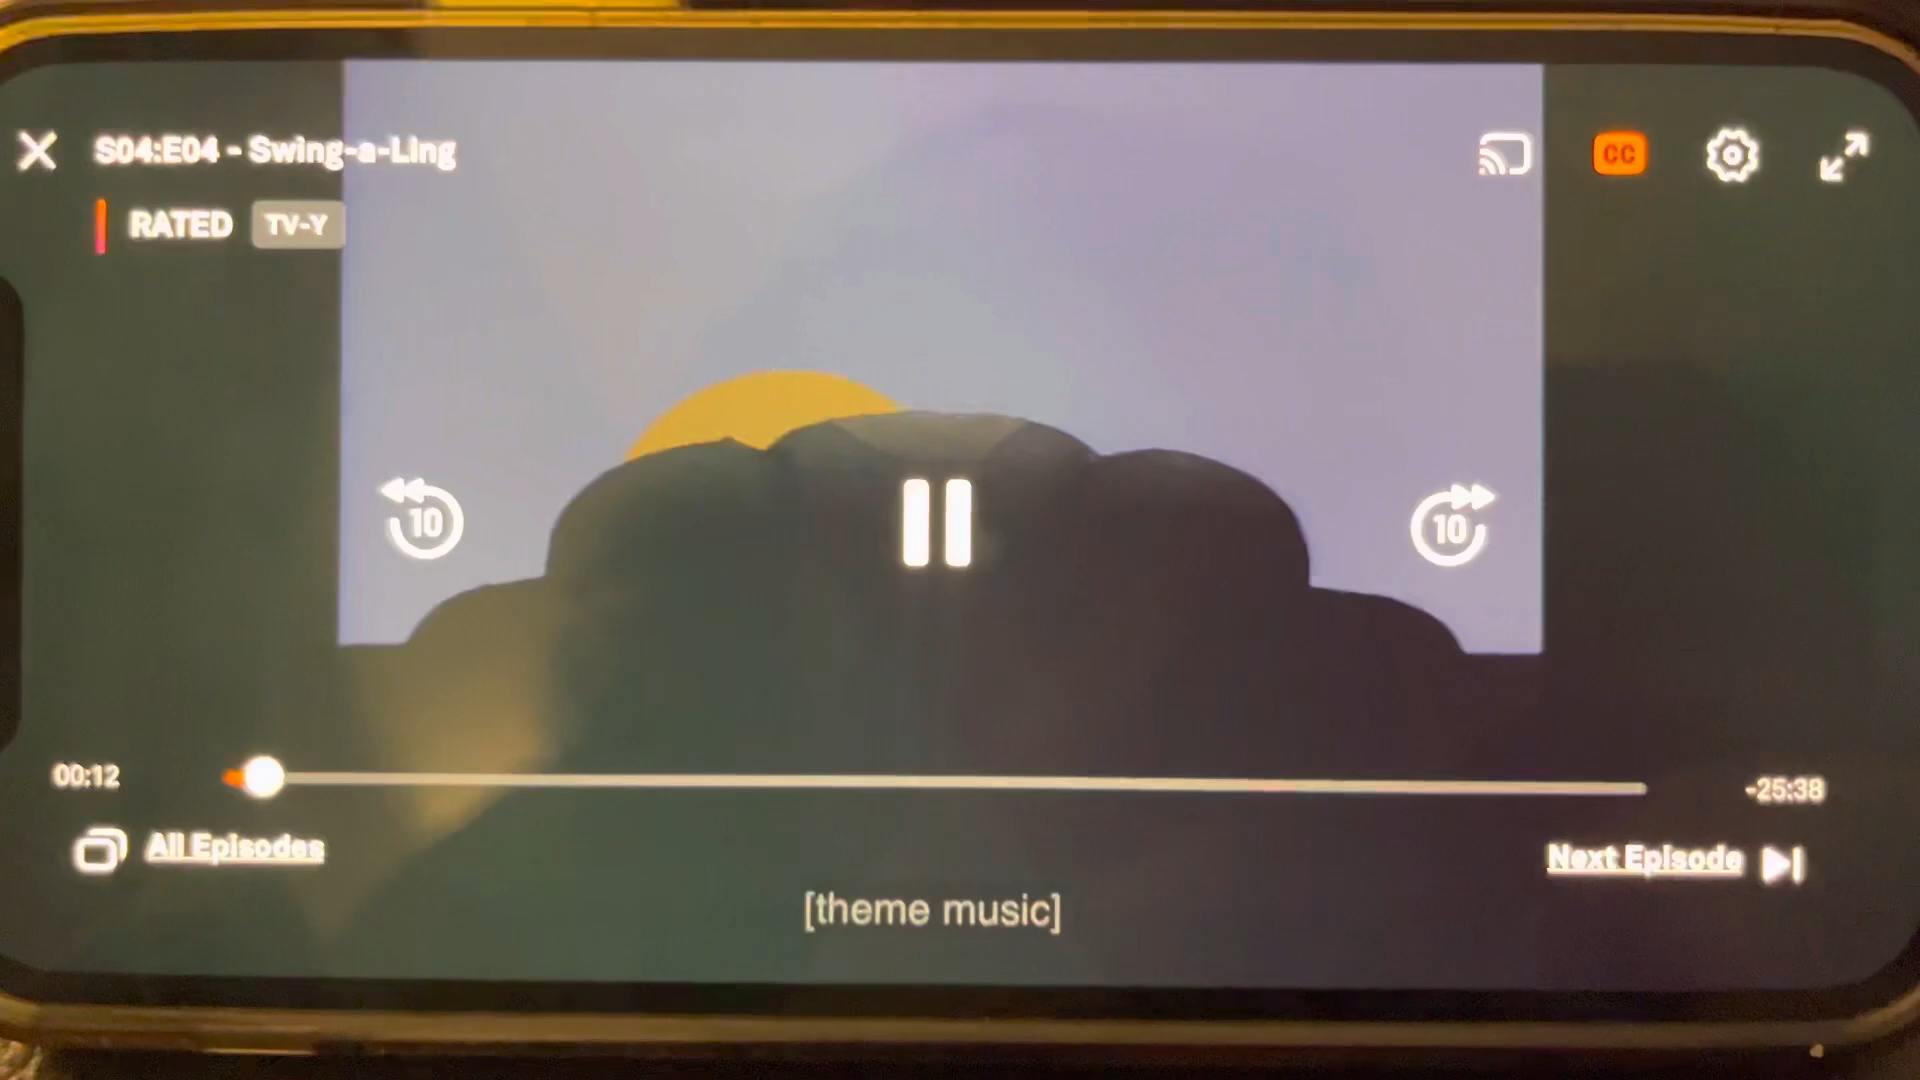 S04:E04 - Swing-a-Ling
CC
RATED TV-Y
10
10
00:12
-25:38
All Episodes
Next Episode
[theme music]